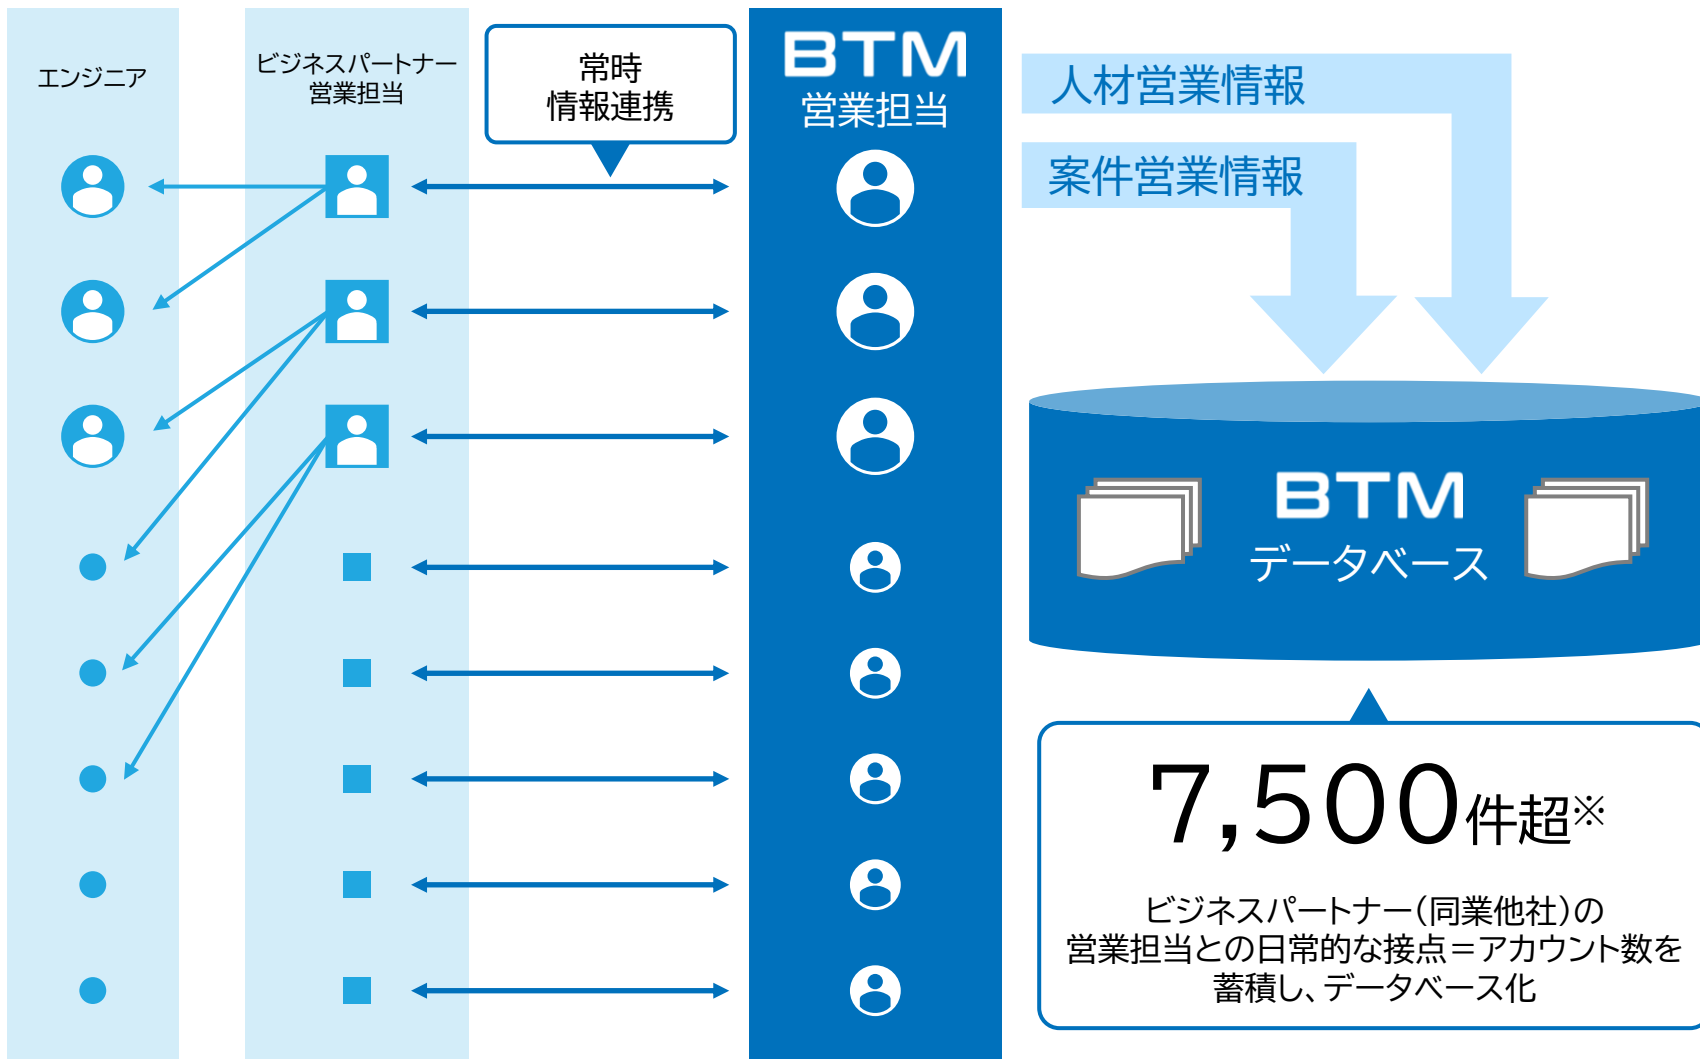 エンジニア
ビジネスパートナー
営業担当
常時
情報連携
BTM
営業担当
人材営業情報
案件営業情報
BTM
データベース
7,500件超※
ビジネスパートナー(同業他社)の
営業担当との日常的な接点=アカウント数を
蓄積し、データベース化